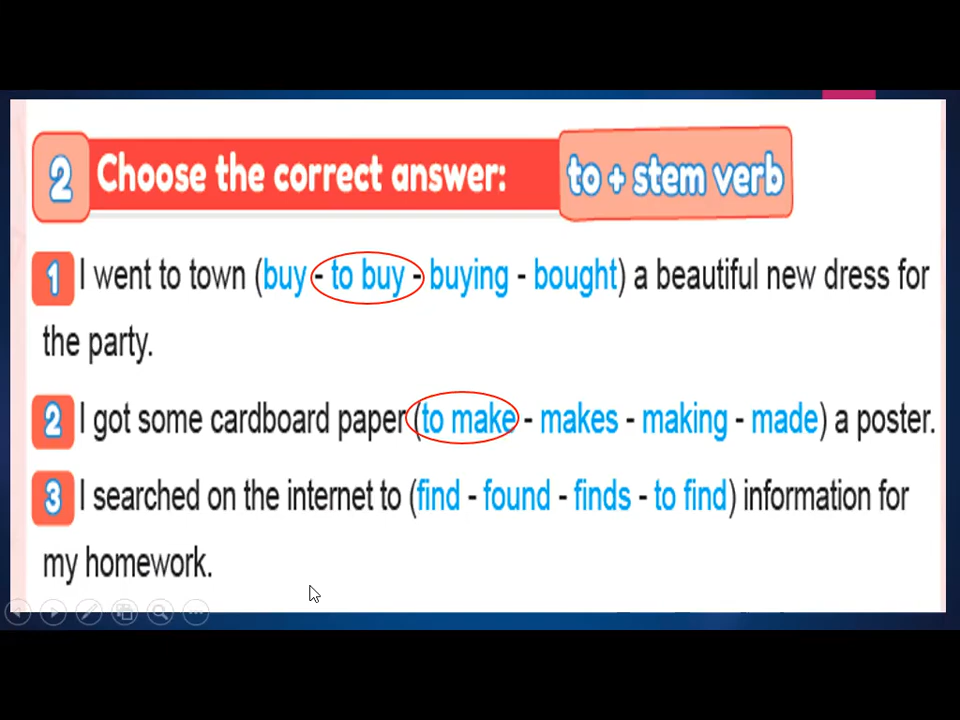 2 Choose the correct answer: to + stem verb
1 I went to town (buy - to buy - buying - bought) a beautiful new dress for
the party.
2 I got some cardboard paper (to make - makes - making - made) a poster.
3 I searched on the internet to (find - found - finds - to find) information for
my homework.